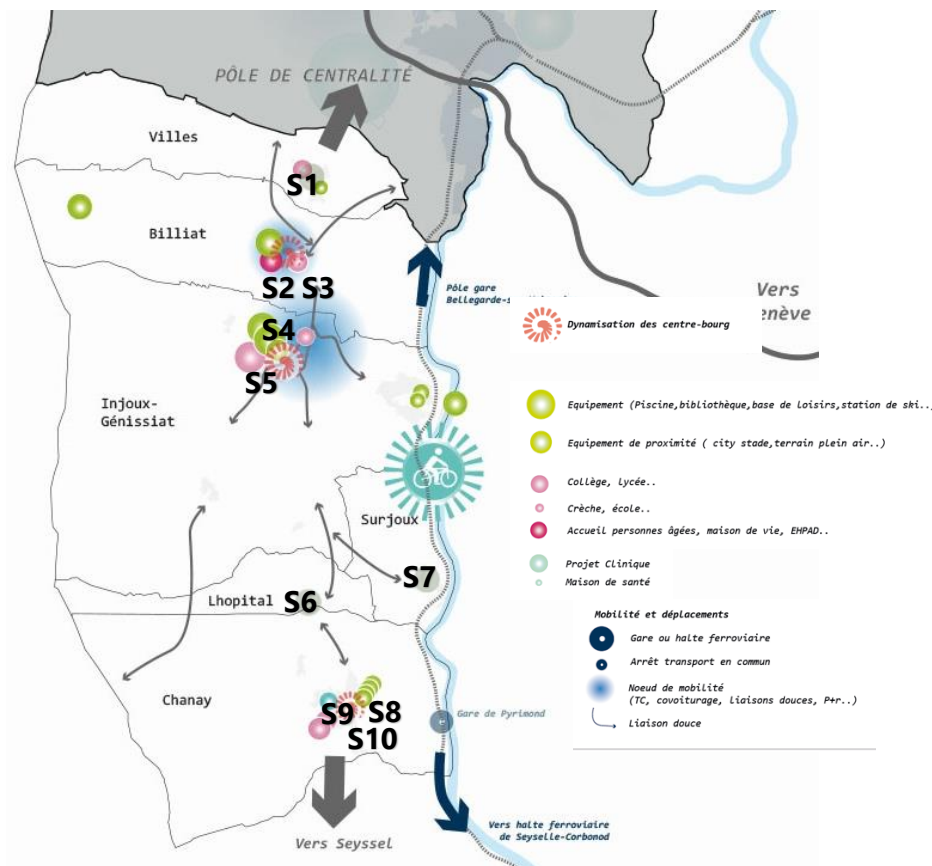 PÔLE DE CENTRALITÉ
Villes
S1
Billiat
S2 S3
Pôle gare
Vers
enève
S4
Dynamisation des centre-bourg
S5
Injoux-
Génissiat
Equipement (Piscine,bibliothèque,base de loisirs,station de ski..
Equipement de proximité ( city stade,terrain plein air..)
Collège, lycée..
Crèche, école..
Accueil personnes âgées, maison de vie, EHPAD..
Surjoux
S7
Projet Clinique
Maison de santé
Lhopital
S6
Mobilité et déplacements
Gare ou halte ferroviaire
Arrêt transport en commun
Noeud de mobilité
(TC, covoiturage, liaisons douces, P+r..)
Liaison douce
Chanay
S9 S8
S10
Gare de Pyrimond
Vers Seyssel
Vers halte ferroviaire
de Seyselle-Corbonod